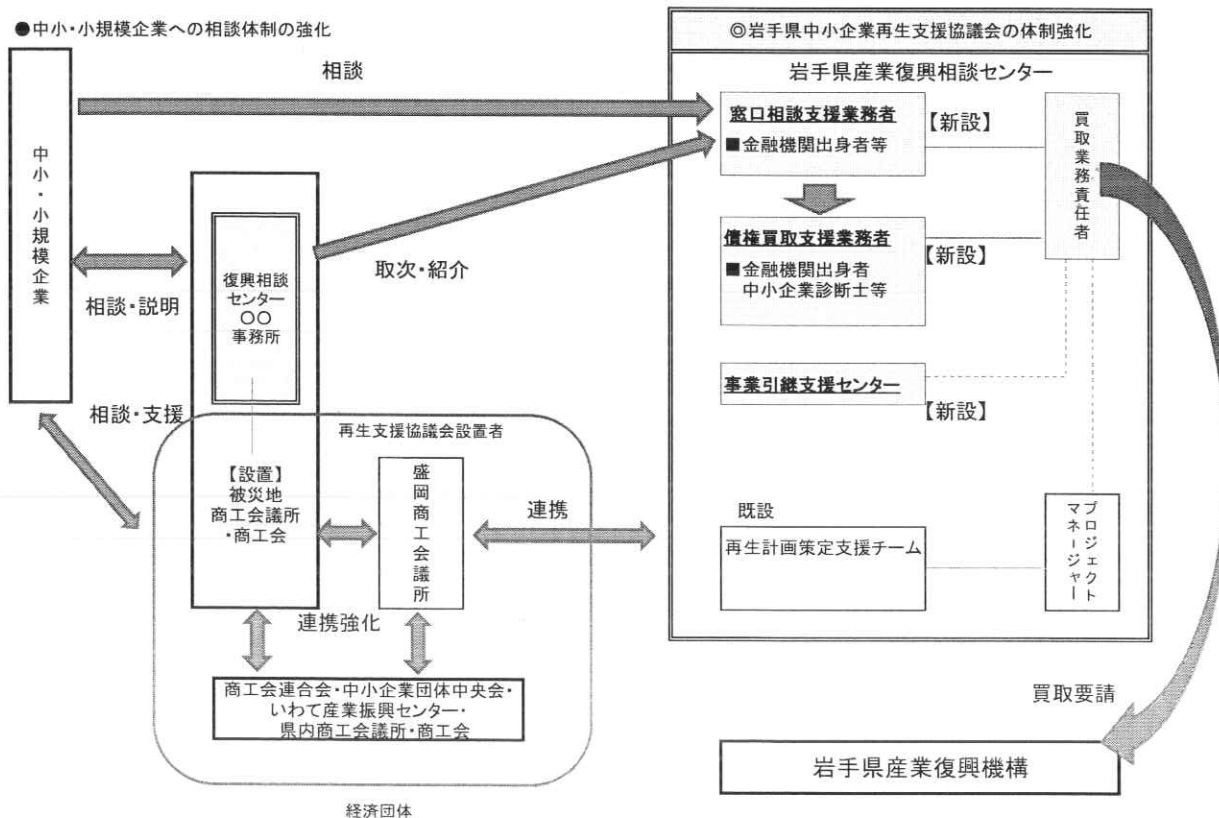 ●中小・小規模企業への相談体制の強化
◎岩手県中小企業再生支援協議会の体制強化
岩手県産業復興相談センター
相談
中小・小規模企業
窓口相談支援業務者
■金融機関出身者等
【新設】
買取業務責任者
債権買取支援業務者
■金融機関出身者
中小企業診断士等
【新設】
取次・紹介
復興相談
センター
○○
事務所
相談・説明
事業引継支援センター
【新設】
相談・支援
再生支援協議会設置者
【設置】
被災地
商工会議所
・商工会
盛岡商工会議所
連携
既設
再生計画策定支援チーム
プロジェクト
マネージャー
連携強化
商工会連合会・中小企業団体中央会・
いわて産業振興センター・
県内商工会議所・商工会
買取要請
岩手県産業復興機構
経済団体